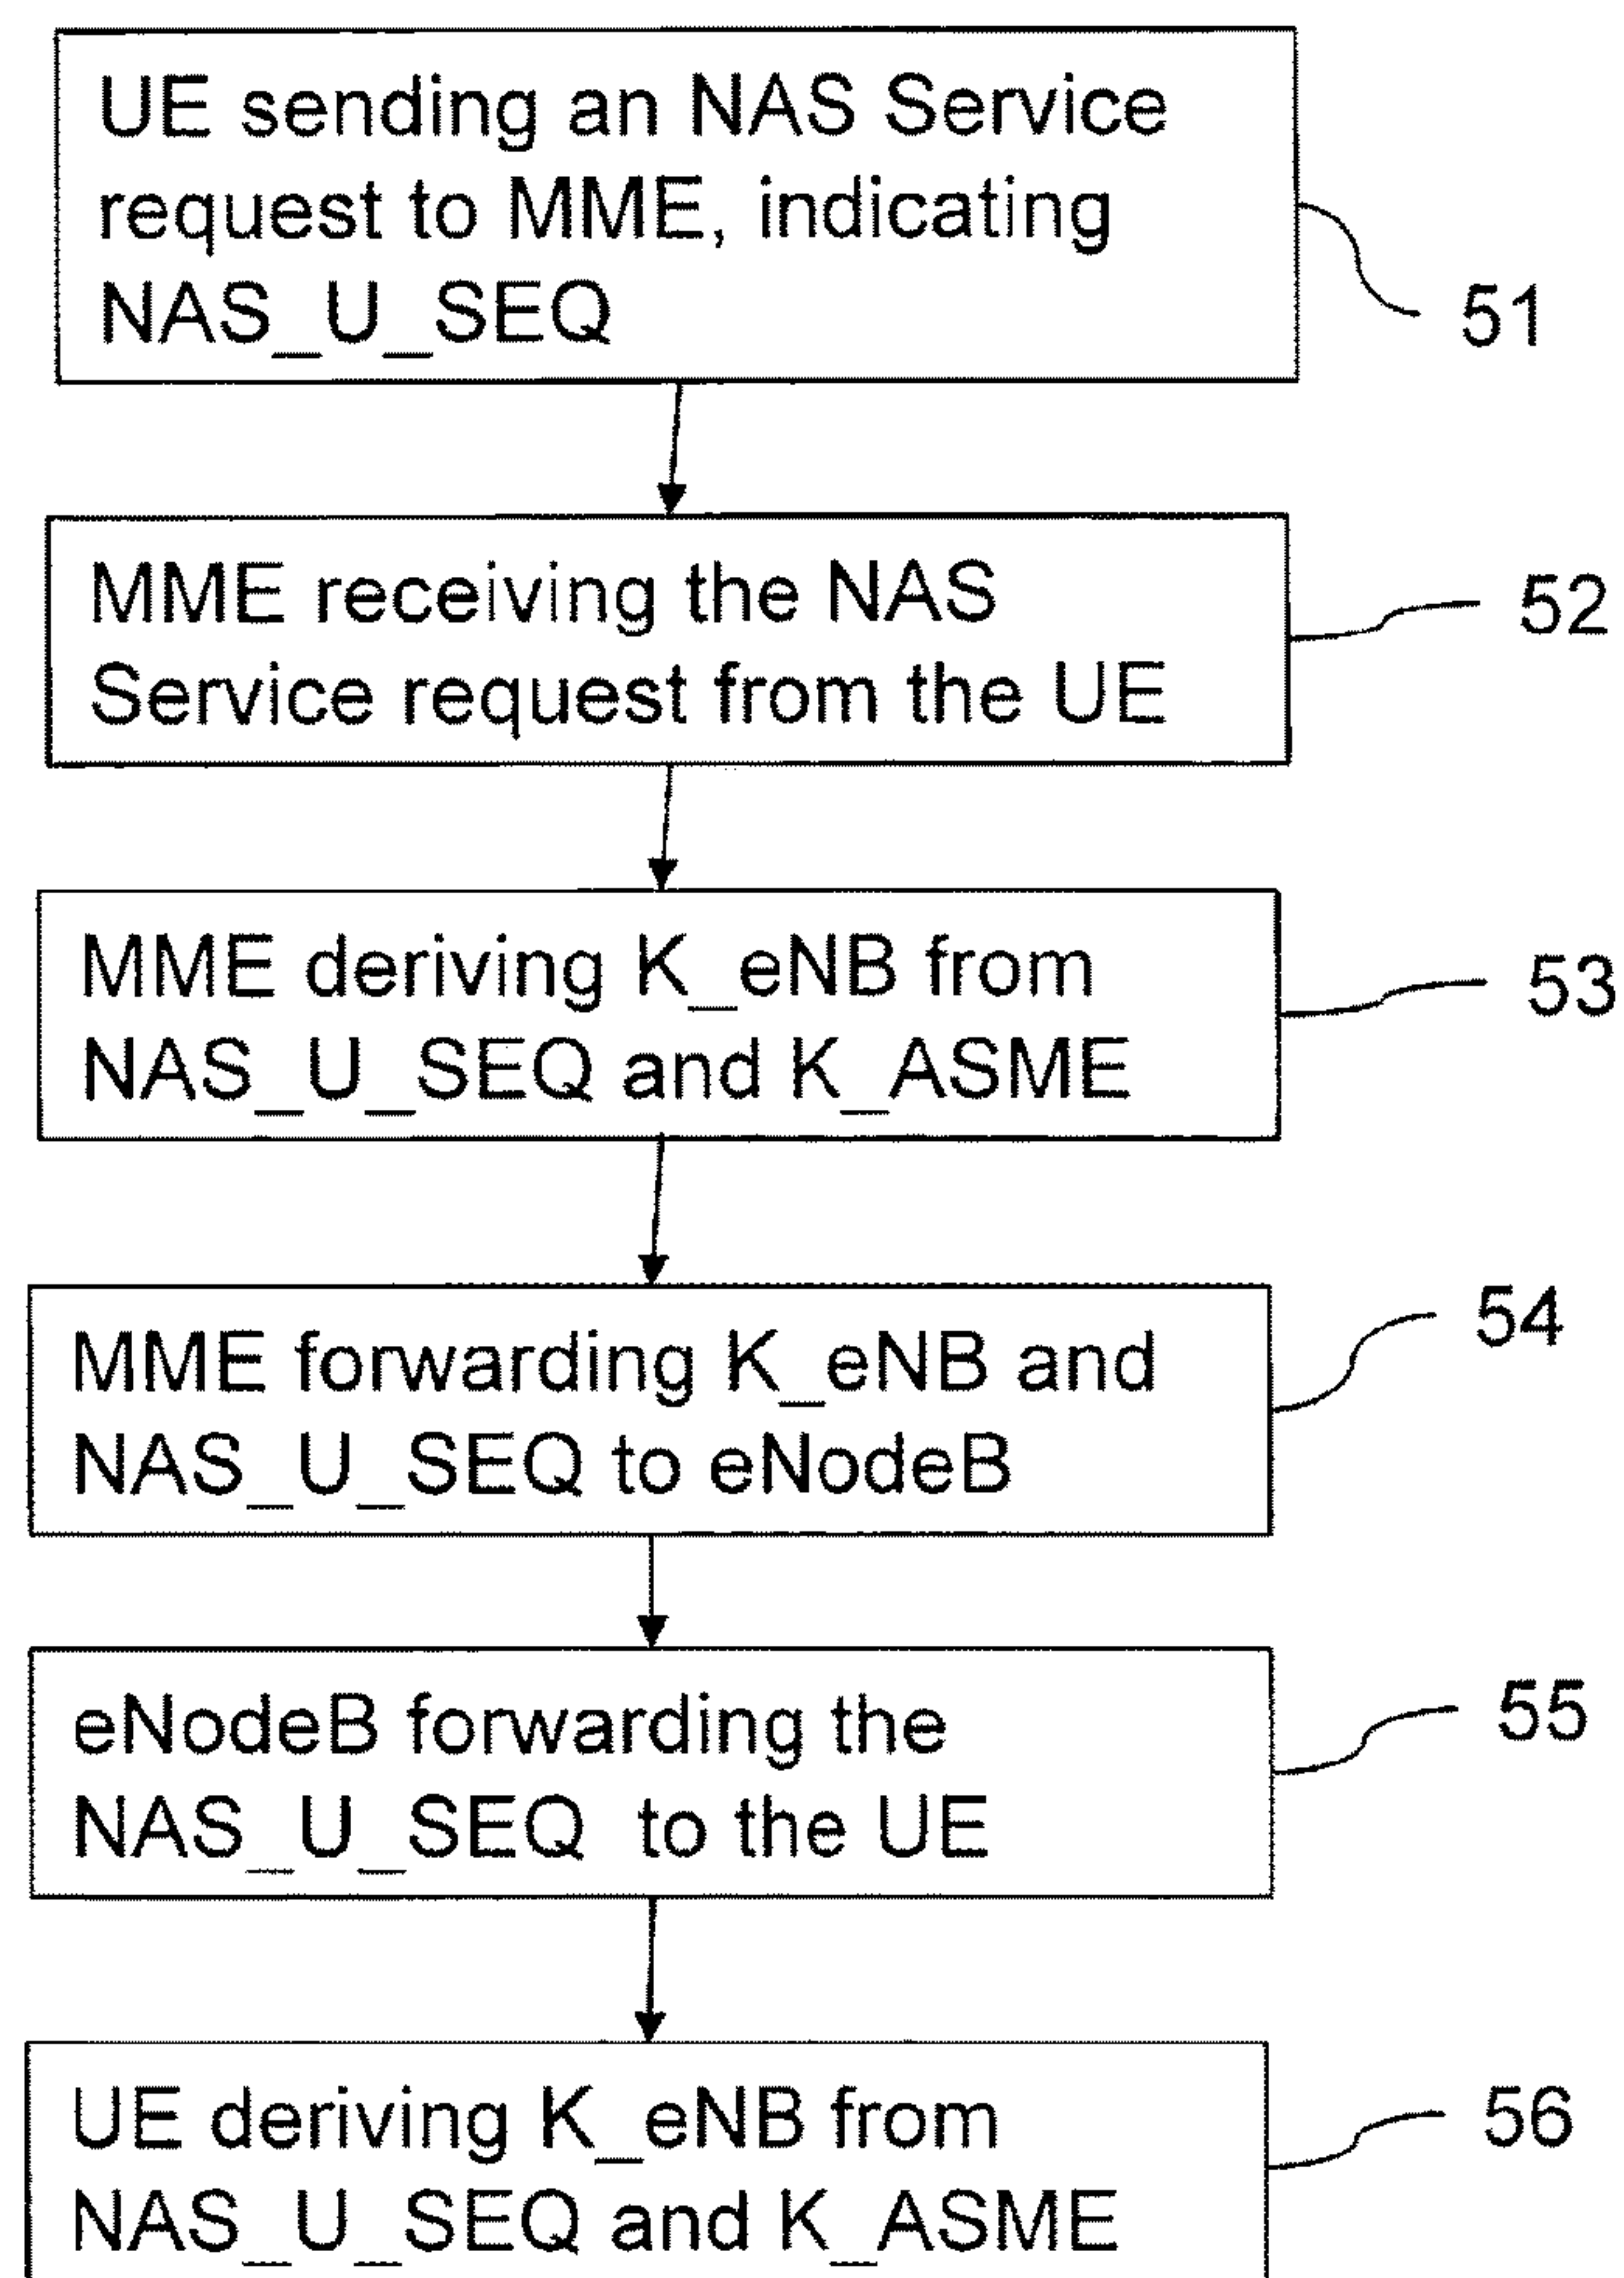 UE sending an NAS Service
request to MME, indicating
NAS_U_SEQ
51
MME receiving the NAS
Service request from the UE
52
MME deriving K_eNB from
NAS_U_SEQ and K_ASME
53
MME forwarding K_eNB and
NAS_U_SEQ to eNodeB
54
eNodeB forwarding the
NAS_U_SEQ to the UE
55
UE deriving K_eNB from
NAS_U_SEQ and K_ASME
56